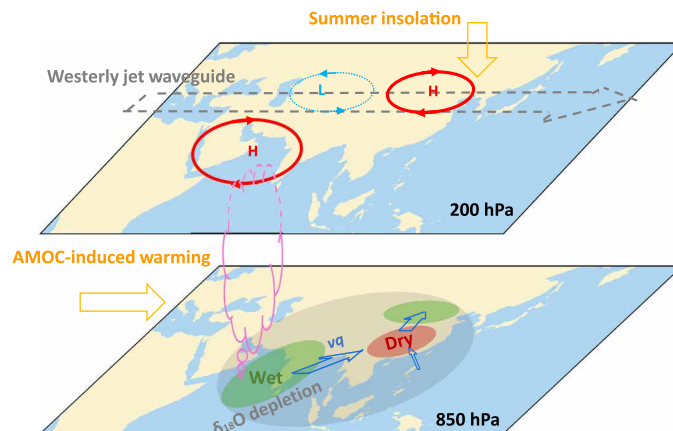 Summer insolation
Westerly jet waveguide
L
H
H
200 hPa
AMOC-induced warming
vq
Dry
Wet
δ₁₈O depletion
850 hPa